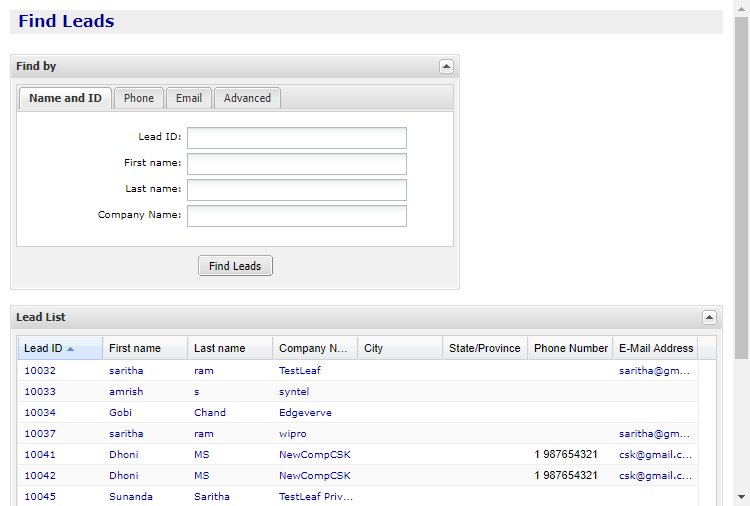 Find Leads
Find by
Name and ID Phone Email Advanced
Lead ID:
First name:
Last name:
Company Name:
Find Leads
Lead List
Lead ID First name Last name Company N... City State/Province Phone Number E-Mail Address
10032 saritha ram TestLeaf saritha@gm...
10033 amrish s syntel
10034 Gobi Chand Edgeverve
10037 saritha ram wipro saritha@gm...
10041 Dhoni MS NewCompCSK 1 987654321 csk@gmail.c...
10042 Dhoni MS NewCompCSK 1 987654321 csk@gmail.c...
10045 Sunanda Saritha TestLeaf Priv...